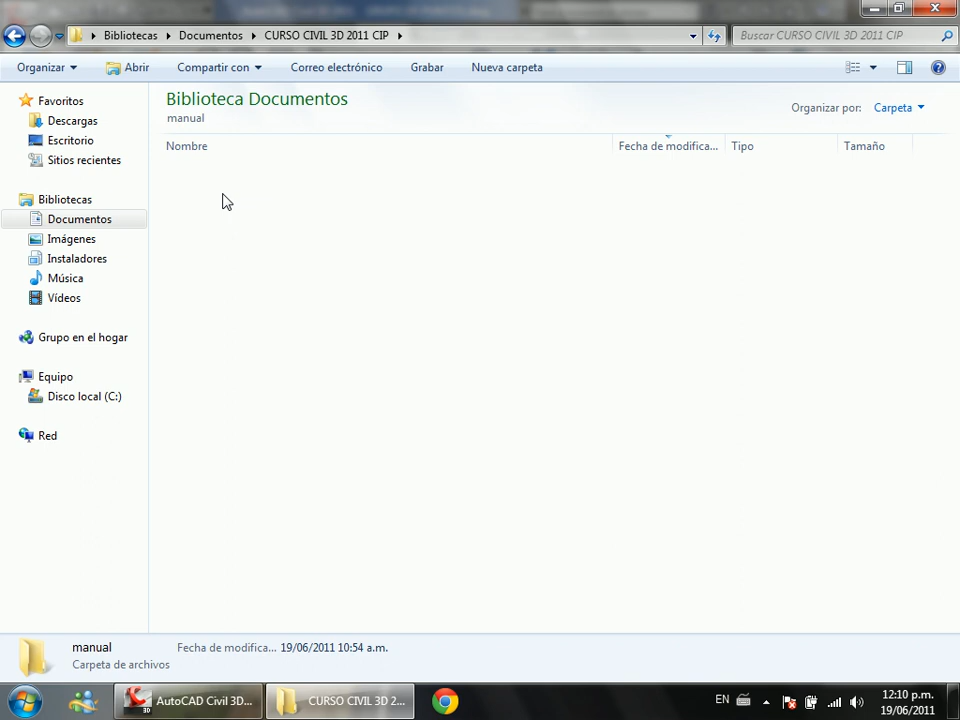 Bibliotecas Documentos CURSO CIVIL 3D 2011 CIP Buscar CURSO CIVIL 3D 2011 CIP
Organizar Abrir Compartir con Correo electrónico Grabar Nueva carpeta
Favoritos
Descargas
Escritorio
Sitios recientes
Bibliotecas
Documentos
Imágenes
Instaladores
Música
Vídeos
Grupo en el hogar
Equipo
Disco local (C:)
Red
Biblioteca Documentos
manual
Organizar por: Carpeta
Nombre Fecha de modifica... Tipo Tamaño
manual Fecha de modifica... 19/06/2011 10:54 a.m.
Carpeta de archivos
AutoCAD Civil 3D... CURSO CIVIL 3D 2... EN 12:10 p.m.
19/06/2011